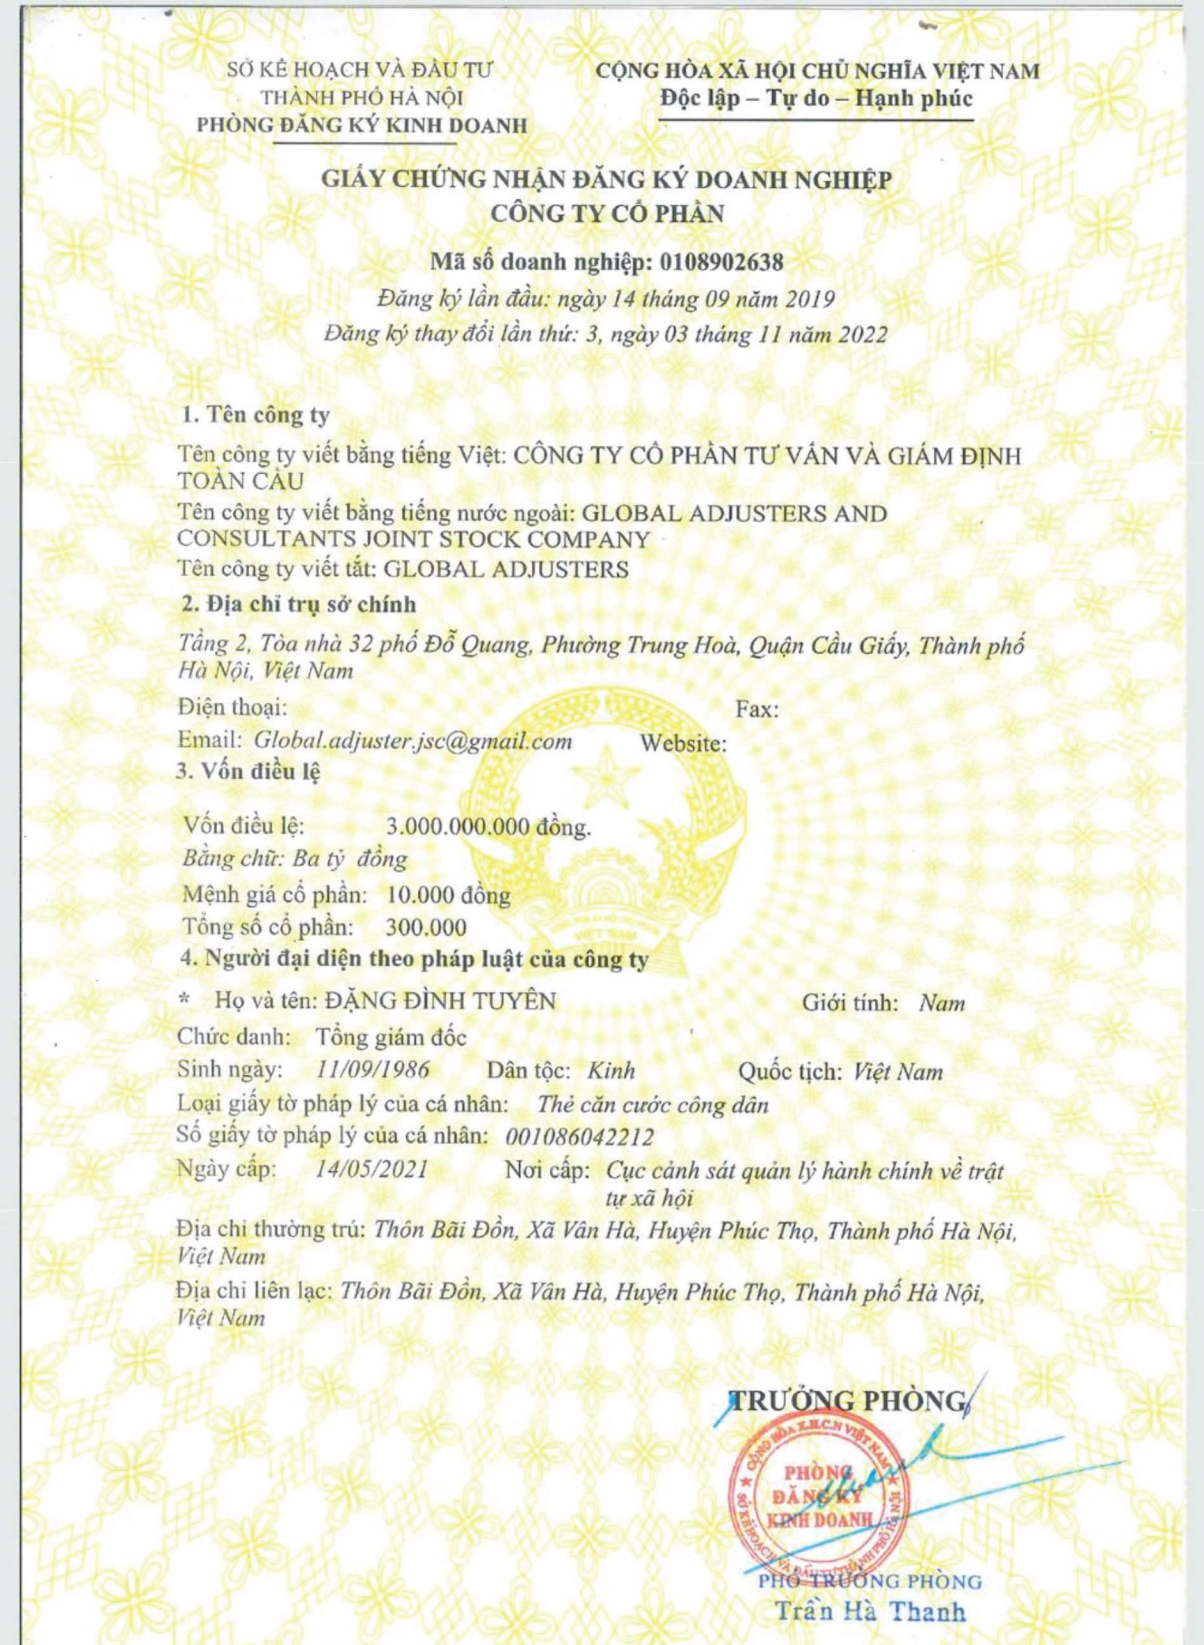 SỞ KẾ HOẠCH VÀ ĐẦU TƯ
THÀNH PHỐ HÀ NỘI
PHÒNG ĐĂNG KÝ KINH DOANH
CỘNG HÒA XÃ HỘI CHỦ NGHĨA VIỆT NAM
Độc lập – Tự do – Hạnh phúc
GIẤY CHỨNG NHẬN ĐĂNG KÝ DOANH NGHIỆP
CÔNG TY CỔ PHẦN
Mã số doanh nghiệp: 0108902638
Đăng ký lần đầu: ngày 14 tháng 09 năm 2019
Đăng ký thay đổi lần thứ: 3, ngày 03 tháng 11 năm 2022
1. Tên công ty
Tên công ty viết bằng tiếng Việt: CÔNG TY CỔ PHẦN TƯ VẤN VÀ GIÁM ĐỊNH
TOÀN CẦU
Tên công ty viết bằng tiếng nước ngoài: GLOBAL ADJUSTERS AND
CONSULTANTS JOINT STOCK COMPANY
Tên công ty viết tắt: GLOBAL ADJUSTERS
2. Địa chỉ trụ sở chính
Tầng 2, Tòa nhà 32 phố Đỗ Quang, Phường Trung Hoà, Quận Cầu Giấy, Thành phố
Hà Nội, Việt Nam
Điện thoại: Fax:
Email: Global.adjuster.jsc@gmail.com Website:
3. Vốn điều lệ
Vốn điều lệ: 3.000.000.000 đồng.
Bằng chữ: Ba tỷ đồng
Mệnh giá cổ phần: 10.000 đồng
Tổng số cổ phần: 300.000
VIỆT NAM
4. Người đại diện theo pháp luật của công ty
* Họ và tên: ĐẶNG ĐÌNH TUYÊN Giới tính: Nam
Chức danh: Tổng giám đốc
Sinh ngày: 11/09/1986 Dân tộc: Kinh Quốc tịch: Việt Nam
Loại giấy tờ pháp lý của cá nhân: Thẻ căn cước công dân
Số giấy tờ pháp lý của cá nhân: 001086042212
Ngày cấp: 14/05/2021 Nơi cấp: Cục cảnh sát quản lý hành chính về trật
tự xã hội
Địa chỉ thường trú: Thôn Bãi Đồn, Xã Vân Hà, Huyện Phúc Thọ, Thành phố Hà Nội,
Việt Nam
Địa chỉ liên lạc: Thôn Bãi Đồn, Xã Vân Hà, Huyện Phúc Thọ, Thành phố Hà Nội,
Việt Nam
TRƯỞNG PHÒNG
CỘNG HÒA X.H.C.N VIỆT NAM
PHÒNG
ĐĂNG KÝ
KINH DOANH
SỞ KẾ HOẠCH VÀ ĐẦU TƯ THÀNH PHỐ HÀ NỘI
PHÓ TRƯỞNG PHÒNG
Trần Hà Thanh